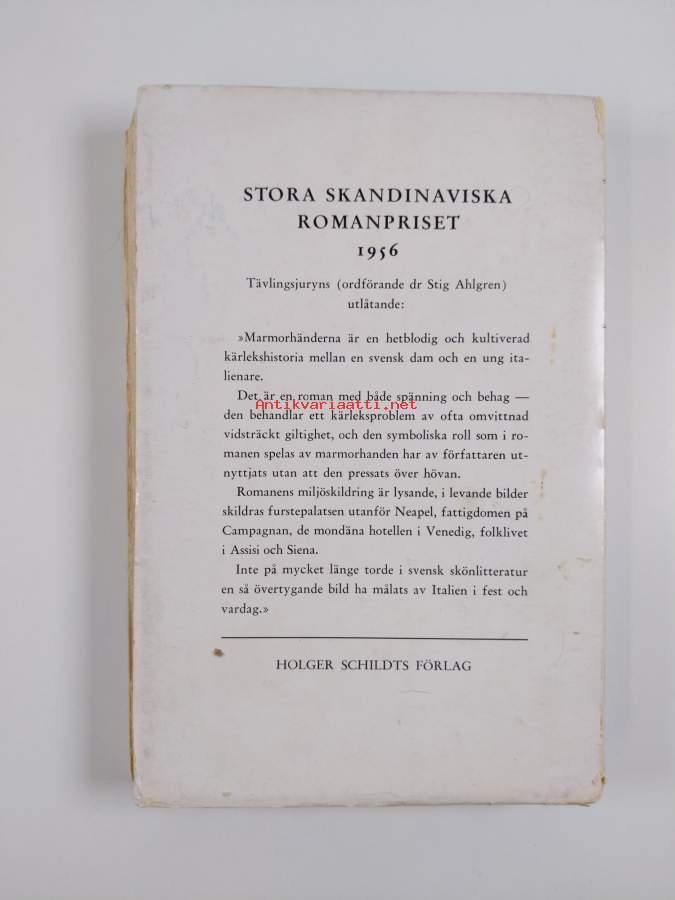 STORA SKANDINAVISKA
ROMANPRISET
1956
Tävlingsjuryns (ordförande dr Stig Ahlgren)
utlåtande:
»Marmorhänderna är en hetblodig och kultiverad
kärlekshistoria mellan en svensk dam och en ung ita-
lienare.
Det är en roman med både spänning och behag —
Antikvariaatti.net
den behandlar ett kärleksproblem av ofta omvittnad
vidsträckt giltighet, och den symboliska roll som i ro-
manen spelas av marmorhanden har av författaren ut-
nyttjats utan att den pressats över hövan.
Romanens miljöskildring är lysande, i levande bilder
skildras furstepalatsen utanför Neapel, fattigdomen på
Campagnan, de mondäna hotellen i Venedig, folklivet
i Assisi och Siena.
Inte på mycket länge torde i svensk skönlitteratur
en så övertygande bild ha målats av Italien i fest och
vardag.»
HOLGER SCHILDTS FÖRLAG